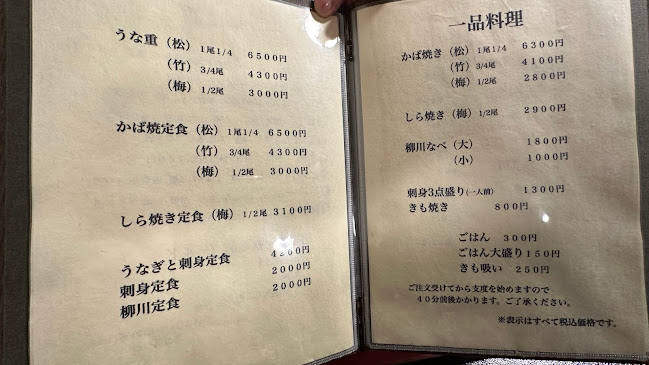 うな重（松）1尾1/4 6500円
（竹）3/4尾 4300円
（梅）1/2尾 3000円
かば焼定食（松）1尾1/4 6500円
（竹）3/4尾 4300円
（梅）1/2尾 3000円
しら焼き定食（梅）1/2尾 3100円
うなぎと刺身定食 4200円
刺身定食 2000円
柳川定食 2000円
一品料理
かば焼き（松）1尾1/4 6300円
（竹）3/4尾 4100円
（梅）1/2尾 2800円
しら焼き（梅）1/2尾 2900円
柳川なべ（大） 1800円
（小） 1000円
刺身3点盛り(一人前) 1300円
きも焼き 800円
ごはん 300円
ごはん大盛り150円
きも吸い 250円
ご注文受けてから支度を始めますので
40分前後かかります。ご了承ください。
※表示はすべて税込価格です。